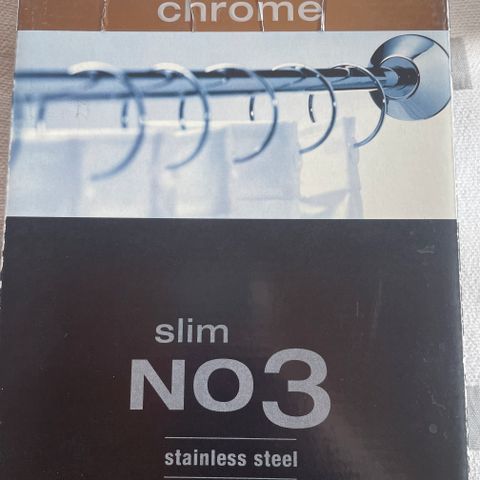 chrome
slim
NO3
stainless steel